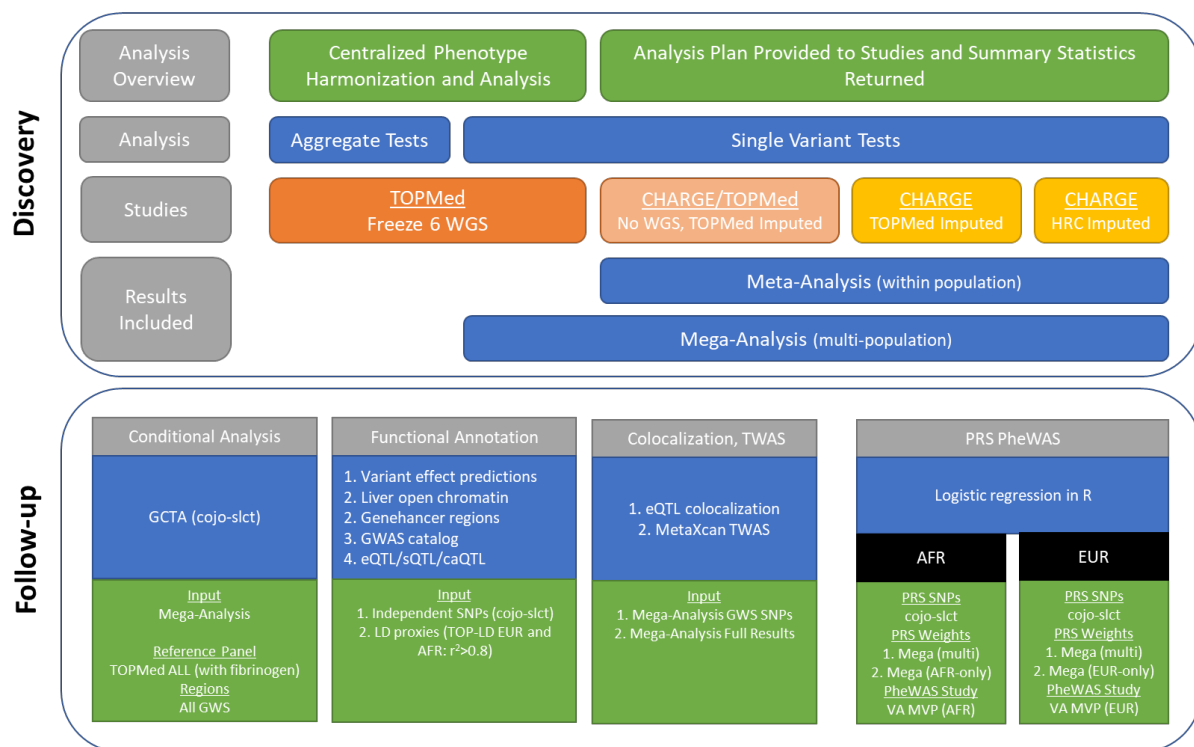 Discovery
Analysis
Overview
Centralized Phenotype
Harmonization and Analysis
Analysis Plan Provided to Studies and Summary Statistics
Returned
Analysis
Aggregate Tests
Single Variant Tests
Studies
TOPMed
Freeze 6 WGS
CHARGE/TOPMed
No WGS, TOPMed Imputed
CHARGE
TOPMed Imputed
CHARGE
HRC Imputed
Results
Included
Meta-Analysis (within population)
Mega-Analysis (multi-population)
Follow-up
Conditional Analysis
GCTA (cojo-slct)
Input
Mega-Analysis
Reference Panel
TOPMed ALL (with fibrinogen)
Regions
All GWS
Functional Annotation
1. Variant effect predictions
2. Liver open chromatin
2. Genehancer regions
3. GWAS catalog
4. eQTL/sQTL/caQTL
Input
1. Independent SNPs (cojo-slct)
2. LD proxies (TOP-LD EUR and
AFR: r²>0.8)
Colocalization, TWAS
1. eQTL colocalization
2. MetaXcan TWAS
Input
1. Mega-Analysis GWS SNPs
2. Mega-Analysis Full Results
PRS PheWAS
Logistic regression in R
AFR
PRS SNPs
cojo-slct
PRS Weights
1. Mega (multi)
2. Mega (AFR-only)
PheWAS Study
VA MVP (AFR)
EUR
PRS SNPs
cojo-slct
PRS Weights
1. Mega (multi)
2. Mega (EUR-only)
PheWAS Study
VA MVP (EUR)